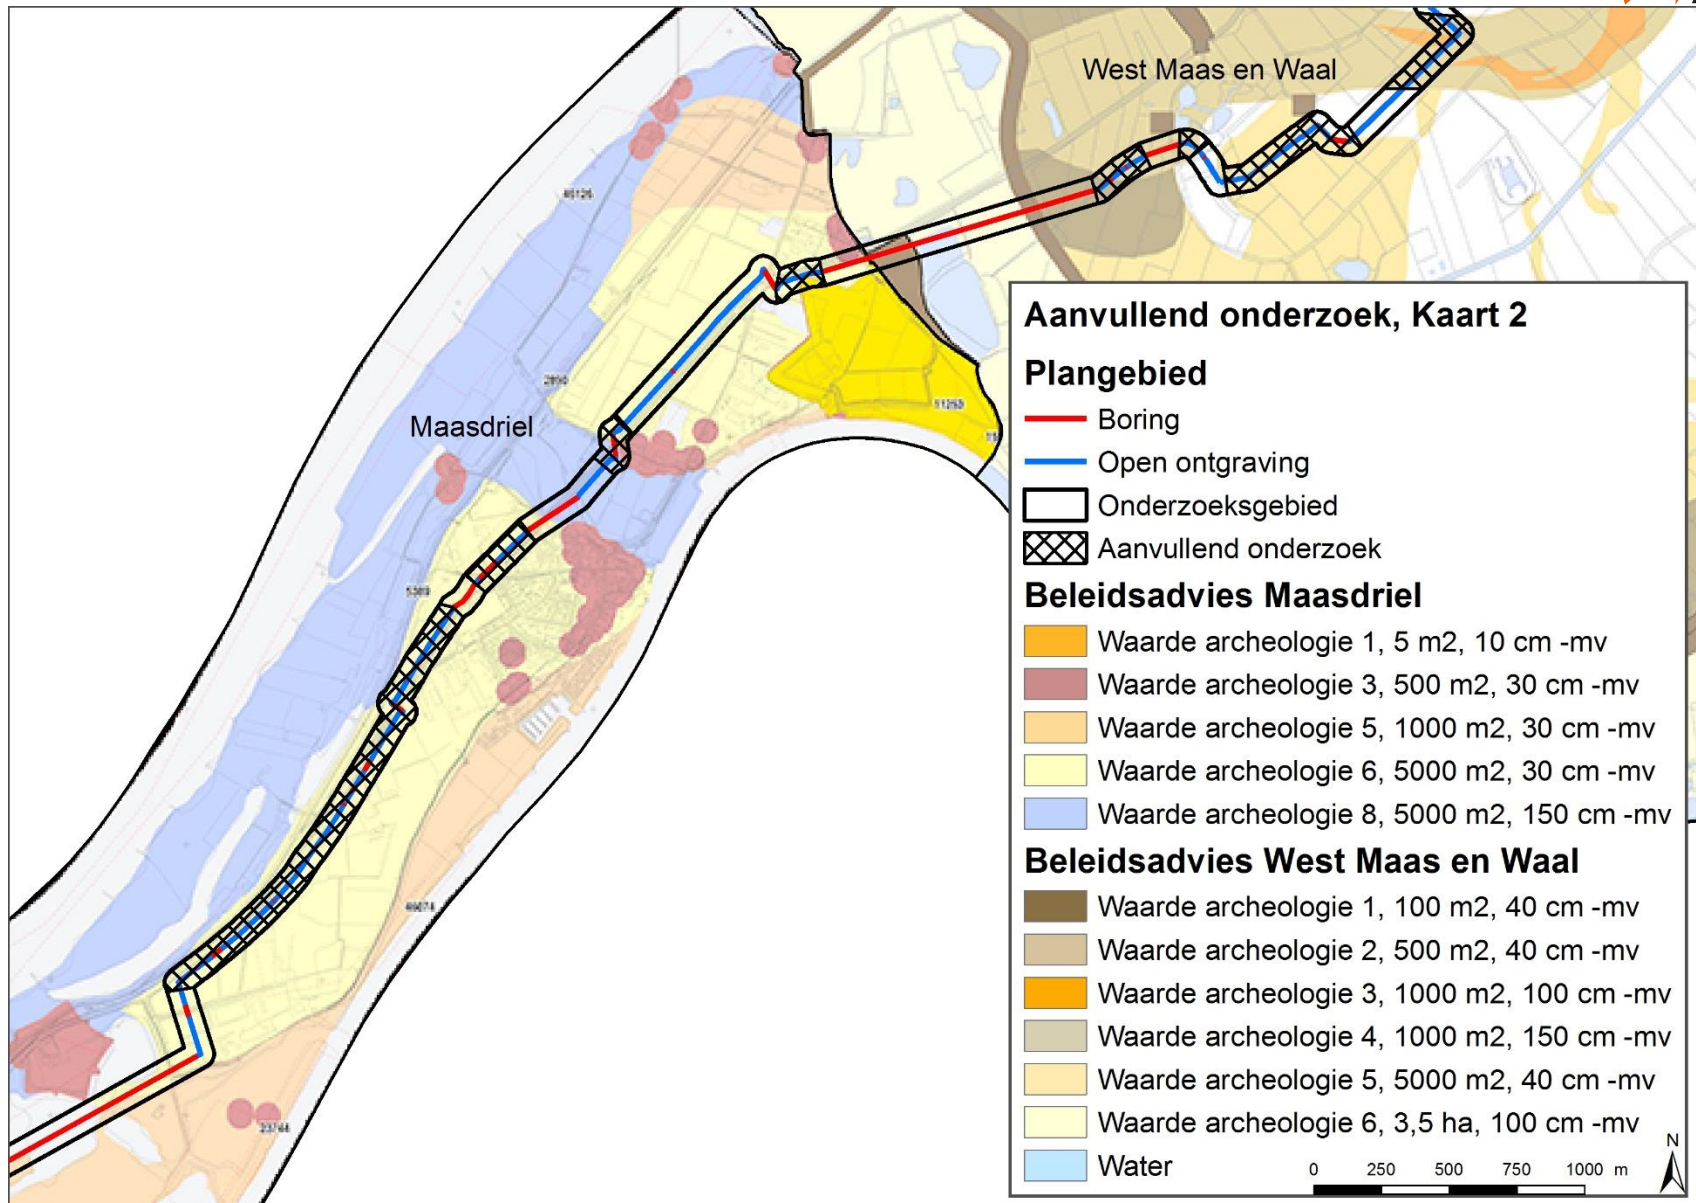 West Maas en Waal
46126
2850
Maasdriel
11250
5389
46074
23744
Aanvullend onderzoek, Kaart 2
Plangebied
Boring
Open ontgraving
Onderzoeksgebied
Aanvullend onderzoek
Beleidsadvies Maasdriel
Waarde archeologie 1, 5 m2, 10 cm -mv
Waarde archeologie 3, 500 m2, 30 cm -mv
Waarde archeologie 5, 1000 m2, 30 cm -mv
Waarde archeologie 6, 5000 m2, 30 cm -mv
Waarde archeologie 8, 5000 m2, 150 cm -mv
Beleidsadvies West Maas en Waal
Waarde archeologie 1, 100 m2, 40 cm -mv
Waarde archeologie 2, 500 m2, 40 cm -mv
Waarde archeologie 3, 1000 m2, 100 cm -mv
Waarde archeologie 4, 1000 m2, 150 cm -mv
Waarde archeologie 5, 5000 m2, 40 cm -mv
Waarde archeologie 6, 3,5 ha, 100 cm -mv
Water
N
0 250 500 750 1000 m